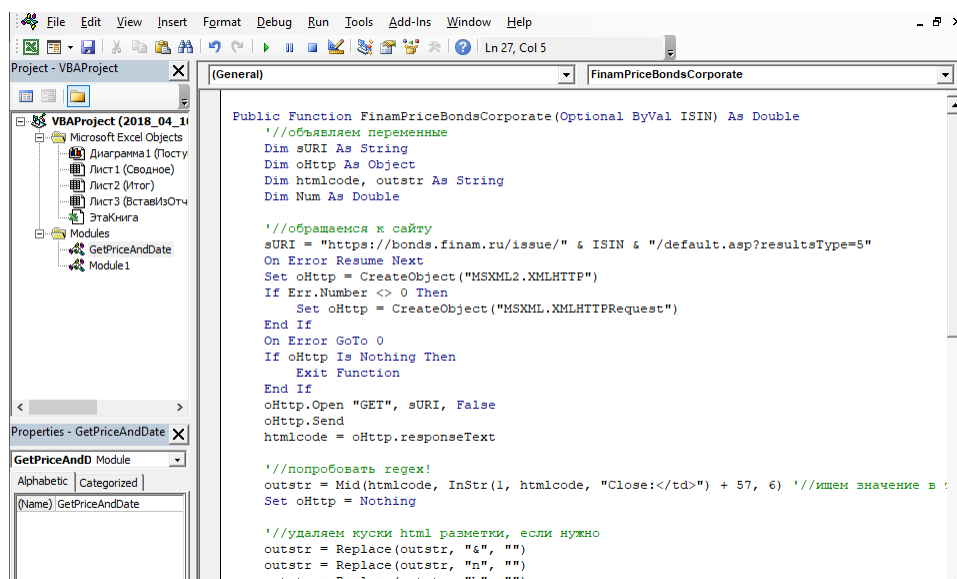 File Edit View Insert Format Debug Run Tools Add-Ins Window Help
Ln 27, Col 5
Project - VBAProject
VBAProject (2018_04_1
Microsoft Excel Objects
Диаграмма1 (Посту
Лист1 (Сводное)
Лист2 (Итог)
Лист3 (ВставИзОтч
ЭтаКнига
Modules
GetPriceAndDate
Module1
Properties - GetPriceAndDate
GetPriceAndD Module
Alphabetic Categorized
(Name) GetPriceAndDate
(General) FinamPriceBondsCorporate
Public Function FinamPriceBondsCorporate(Optional ByVal ISIN) As Double
'//объявляем переменные
Dim sURI As String
Dim oHttp As Object
Dim htmlcode, outstr As String
Dim Num As Double
'//обращаемся к сайту
sURI = "https://bonds.finam.ru/issue/" & ISIN & "/default.asp?resultsType=5"
On Error Resume Next
Set oHttp = CreateObject("MSXML2.XMLHTTP")
If Err.Number <> 0 Then
Set oHttp = CreateObject("MSXML.XMLHTTPRequest")
End If
On Error GoTo 0
If oHttp Is Nothing Then
Exit Function
End If
oHttp.Open "GET", sURI, False
oHttp.Send
htmlcode = oHttp.responseText
'//попробовать regex!
outstr = Mid(htmlcode, InStr(1, htmlcode, "Close:</td>") + 57, 6) '//ищем значение в
Set oHttp = Nothing
'//удаляем куски html разметки, если нужно
outstr = Replace(outstr, "&", "")
outstr = Replace(outstr, "n", "")